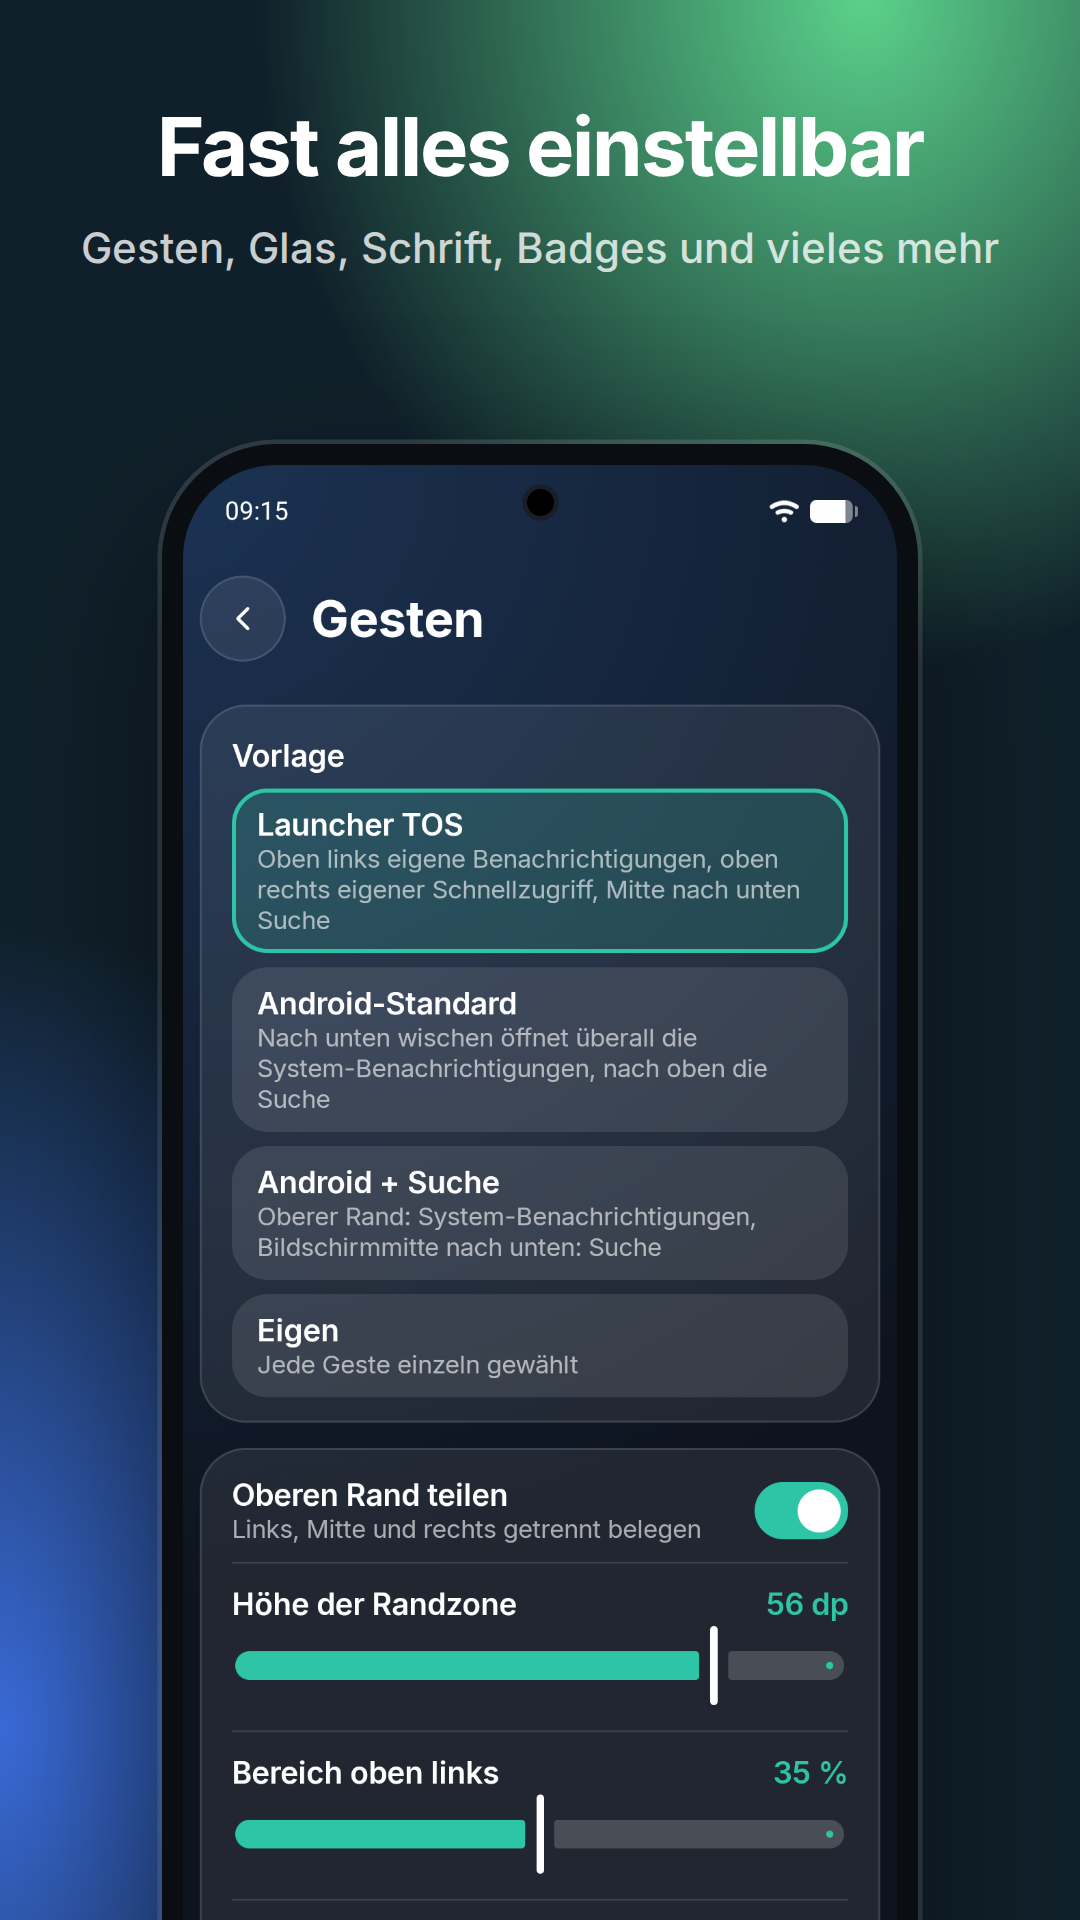 Fast alles einstellbar
Gesten, Glas, Schrift, Badges und vieles mehr
09:15
Gesten
Vorlage
Launcher TOS
Oben links eigene Benachrichtigungen, oben
rechts eigener Schnellzugriff, Mitte nach unten
Suche
Android-Standard
Nach unten wischen öffnet überall die
System-Benachrichtigungen, nach oben die
Suche
Android + Suche
Oberer Rand: System-Benachrichtigungen,
Bildschirmmitte nach unten: Suche
Eigen
Jede Geste einzeln gewählt
Oberen Rand teilen
Links, Mitte und rechts getrennt belegen
Höhe der Randzone 56 dp
Bereich oben links 35 %